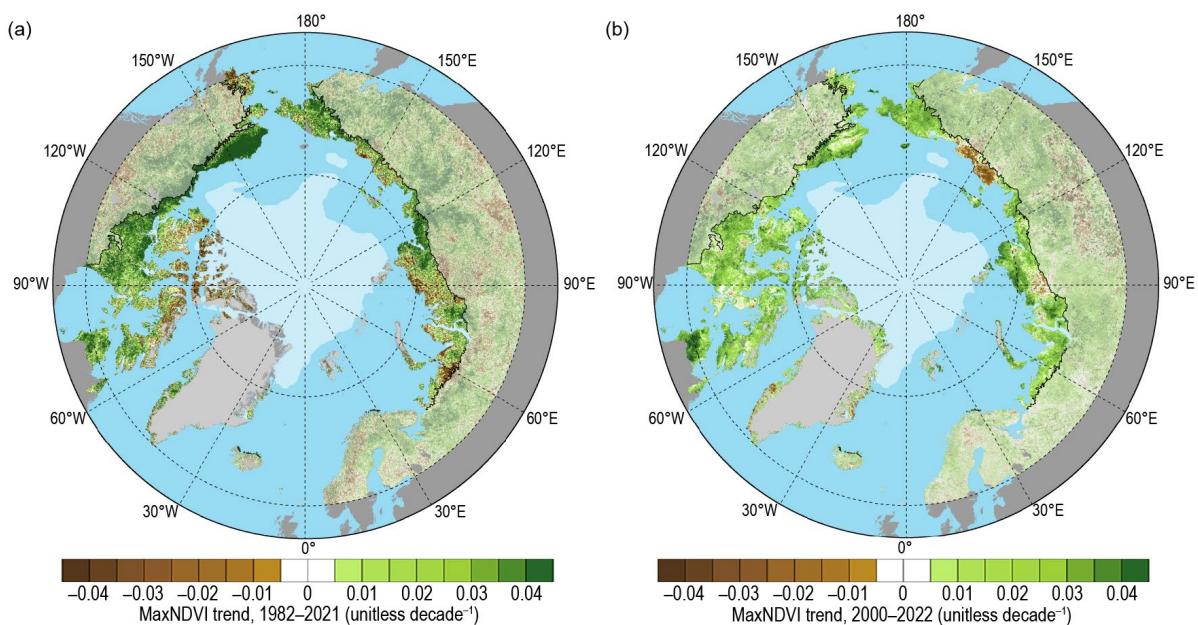 (a)
180°
150°W
150°E
120°W
120°E
90°W
90°E
60°W
60°E
30°W
30°E
0°
−0.04 −0.03 −0.02 −0.01 0 0.01 0.02 0.03 0.04
MaxNDVI trend, 1982–2021 (unitless decade⁻¹)
(b)
180°
150°W
150°E
120°W
120°E
90°W
90°E
60°W
60°E
30°W
30°E
0°
−0.04 −0.03 −0.02 −0.01 0 0.01 0.02 0.03 0.04
MaxNDVI trend, 2000–2022 (unitless decade⁻¹)